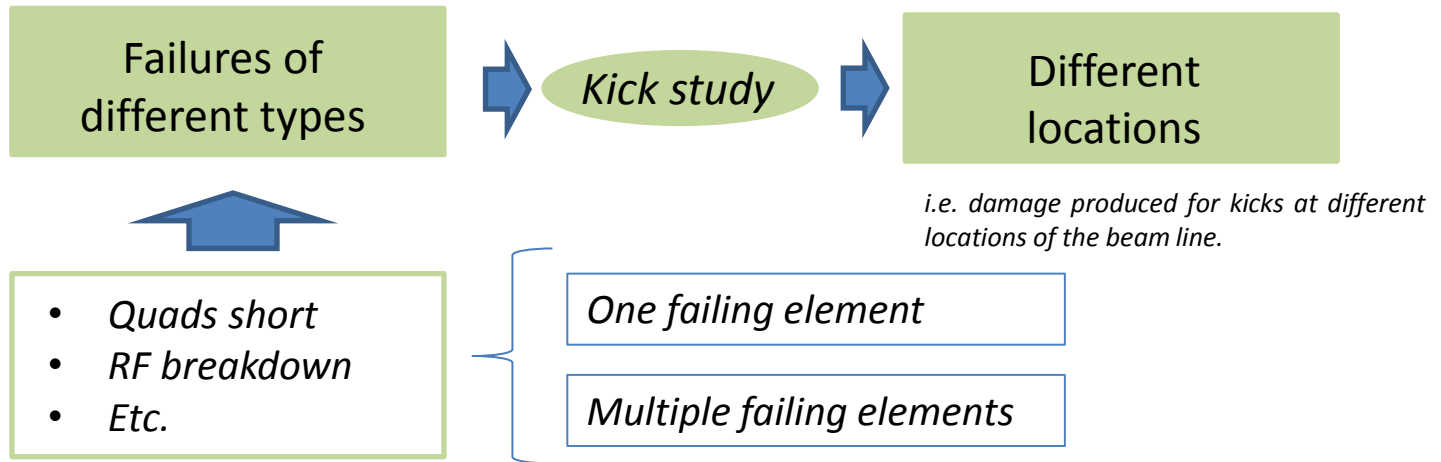 Failures of
different types
Kick study
Different
locations
i.e. damage produced for kicks at different
locations of the beam line.
• Quads short
• RF breakdown
• Etc.
One failing element
Multiple failing elements